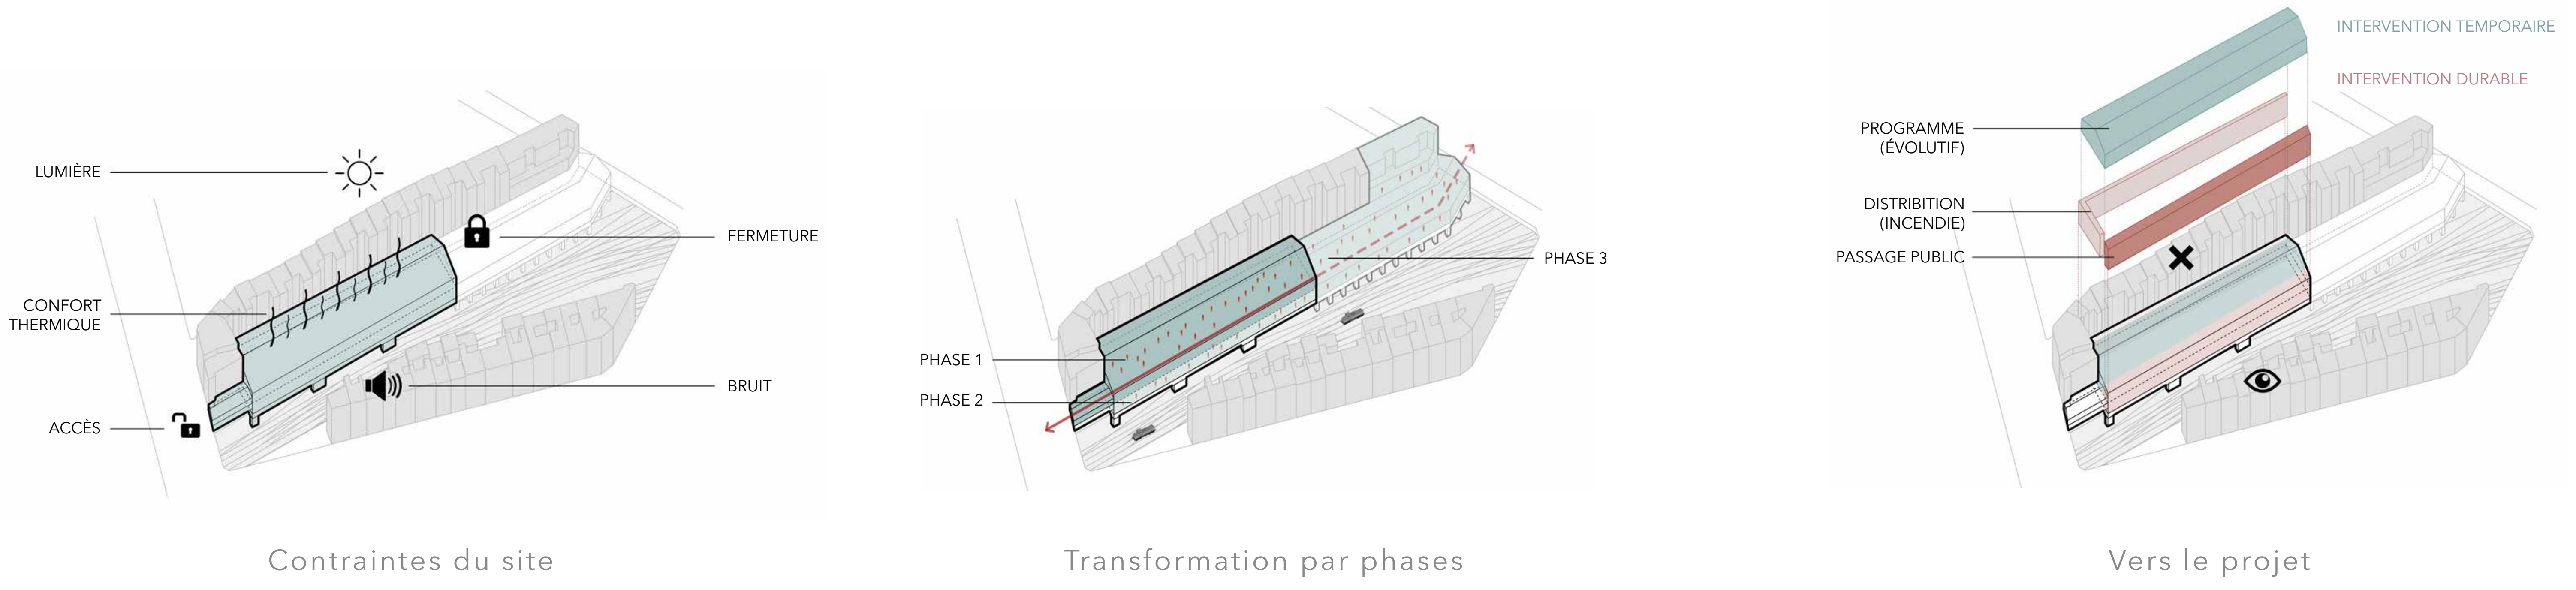 LUMIÈRE
FERMETURE
CONFORT
THERMIQUE
BRUIT
ACCÈS
Contraintes du site
PHASE 3
PHASE 1
PHASE 2
Transformation par phases
INTERVENTION TEMPORAIRE
INTERVENTION DURABLE
PROGRAMME
(ÉVOLUTIF)
DISTRIBITION
(INCENDIE)
PASSAGE PUBLIC
Vers le projet